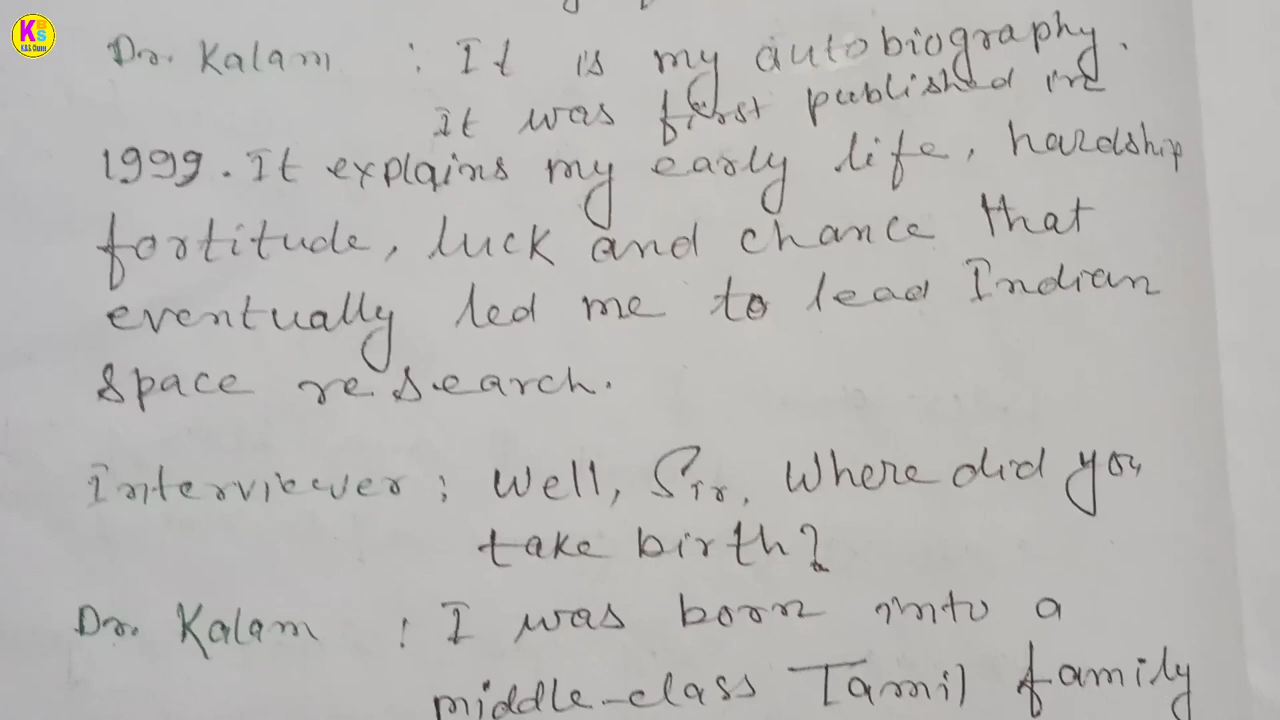 KBS
K.B.S Classes
Dr. Kalam : It is my autobiography.
It was first published in
1999. It explains my early life, hardship
fortitude, luck and chance that
eventually led me to lead Indian
space research.
Interviewer : Well, Sir, Where did you
take birth?
Dr. Kalam : I was born into a
middle-class Tamil family